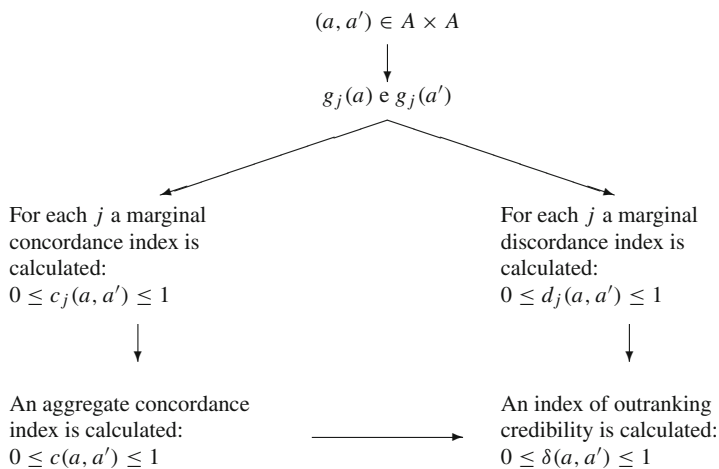 (a, a′) ∈ A × A
g_j(a) e g_j(a′)
For each j a marginal
concordance index is
calculated:
0 ≤ c_j(a, a′) ≤ 1
For each j a marginal
discordance index is
calculated:
0 ≤ d_j(a, a′) ≤ 1
An aggregate concordance
index is calculated:
0 ≤ c(a, a′) ≤ 1
An index of outranking
credibility is calculated:
0 ≤ δ(a, a′) ≤ 1